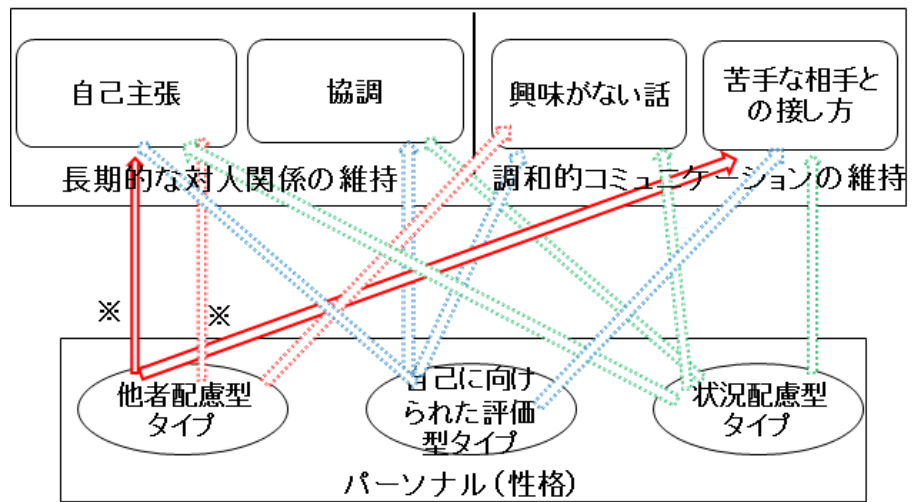 自己主張
協調
興味がない話
苦手な相手と
の接し方
長期的な対人関係の維持
調和的コミュニケーションの維持
※
※
他者配慮型
タイプ
自己に向け
られた評価
型タイプ
状況配慮型
タイプ
パーソナル(性格)